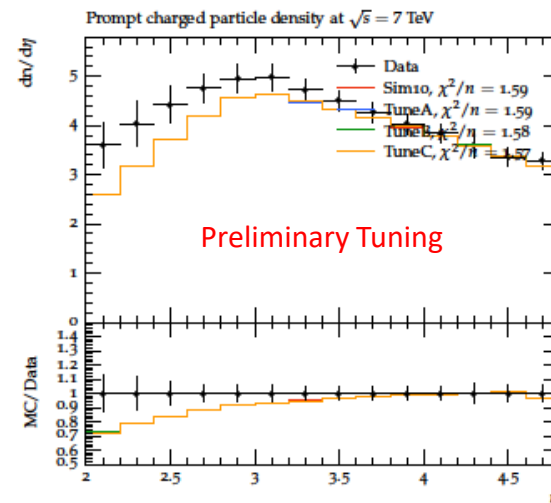 Prompt charged particle density at √s = 7 TeV
dn/dη
Data
Sim10, χ²/n = 1.59
TuneA, χ²/n = 1.59
TuneB, χ²/n = 1.58
TuneC, χ²/n = 1.57
5
4
3
2
1
0
Preliminary Tuning
MC/Data
1.4
1.3
1.2
1.1
1
0.9
0.8
0.7
0.6
0.5
2 2.5 3 3.5 4 4.5